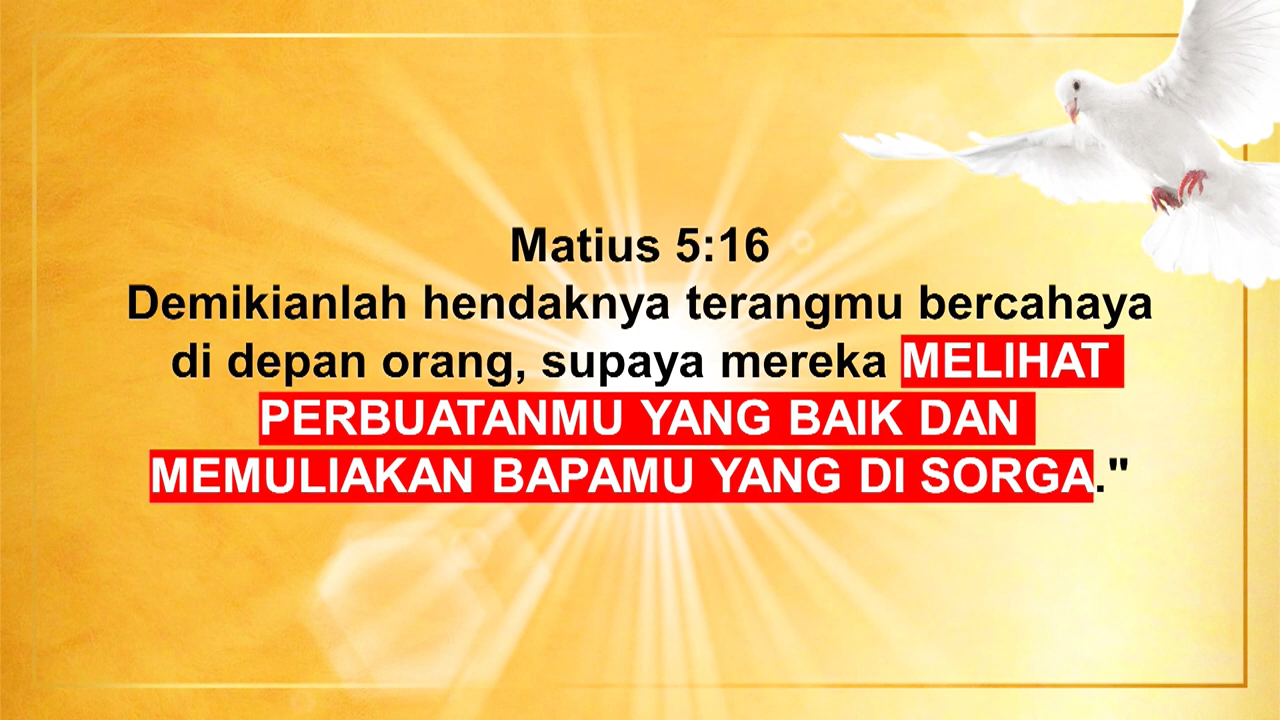 Matius 5:16
Demikianlah hendaknya terangmu bercahaya
di depan orang, supaya mereka MELIHAT
PERBUATANMU YANG BAIK DAN
MEMULIAKAN BAPAMU YANG DI SORGA."